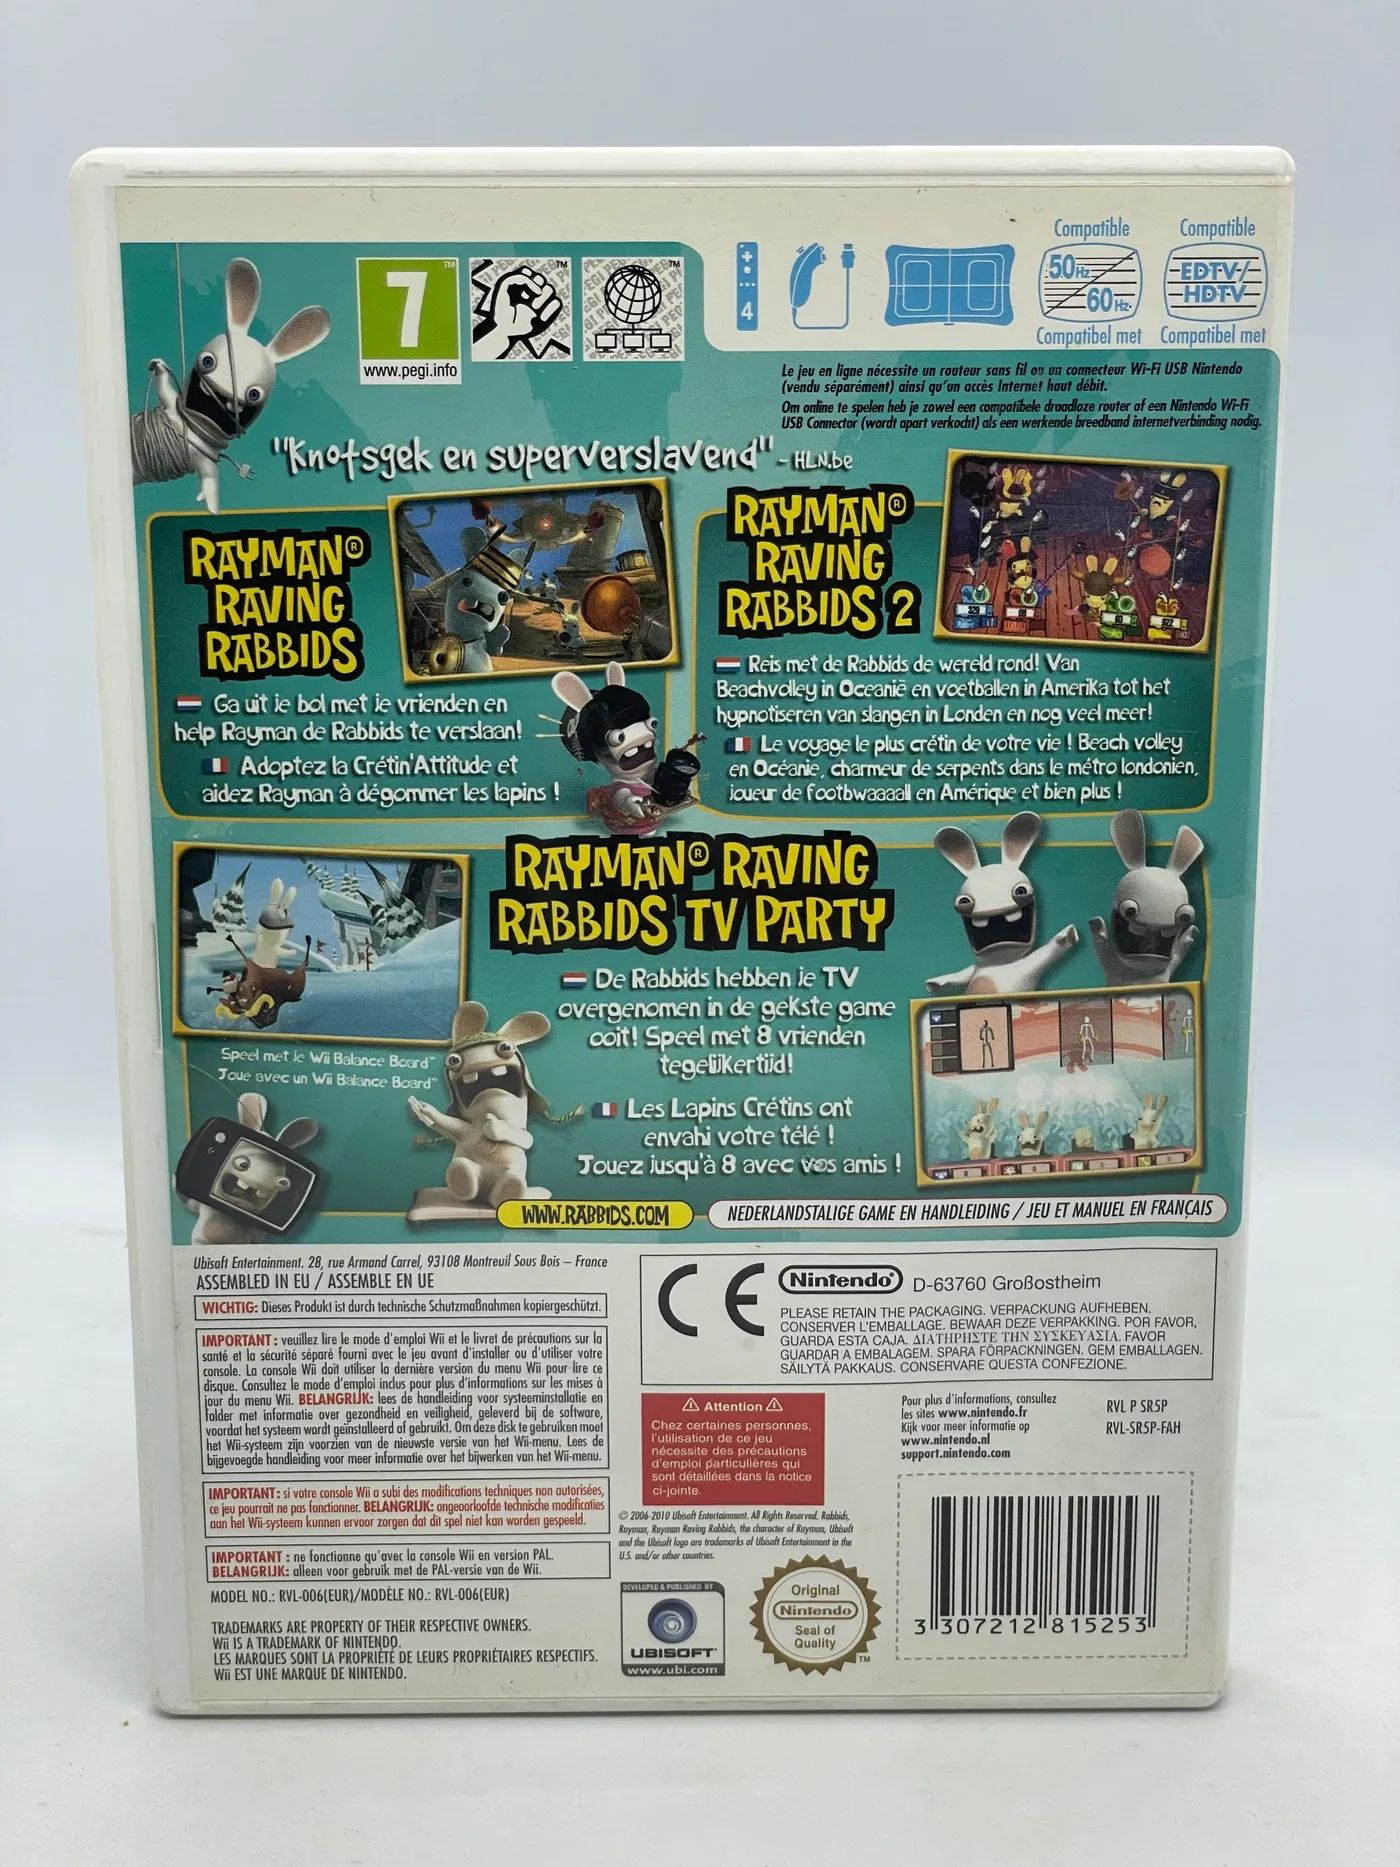 7
™
www.pegi.info
TM
TM
4
Compatible
50Hz
60Hz
Compatibel met
Compatible
EDTV/
HDTV
Compatibel met
Le jeu en ligne nécessite un routeur sans fil ou un connecteur Wi-Fi USB Nintendo
(vendu séparément) ainsi qu'un accès Internet haut débit.
Om online te spelen heb je zowel een compatibele draadloze router of een Nintendo Wi-Fi
USB Connector (wordt apart verkocht) als een werkende breedband internetverbinding nodig.
"Knotsgek en superverslavend" - HLN.be
RAYMAN®
RAVING
RABBIDS
Ga uit je bol met je vrienden en
help Rayman de Rabbids te verslaan!
Adoptez la Crétin'Attitude et
aidez Rayman à dégommer les lapins !
RAYMAN®
RAVING
RABBIDS 2
Reis met de Rabbids de wereld rond! Van
Beachvolley in Oceanië en voetballen in Amerika tot het
hypnotiseren van slangen in Londen en nog veel meer!
Le voyage le plus crétin de votre vie ! Beach volley
en Océanie, charmeur de serpents dans le métro londonien,
joueur de footbwaaaall en Amérique et bien plus !
RAYMAN® RAVING
RABBIDS TV PARTY
De Rabbids hebben je TV
overgenomen in de gekste game
ooit! Speel met 8 vrienden
tegelijkertijd!
Les Lapins Crétins ont
envahi votre télé !
Jouez jusqu'à 8 avec vos amis !
Speel met je Wii Balance Board™
Joue avec un Wii Balance Board™
WWW.RABBIDS.COM
NEDERLANDSTALIGE GAME EN HANDLEIDING / JEU ET MANUEL EN FRANÇAIS
Ubisoft Entertainment. 28, rue Armand Carrel, 93108 Montreuil Sous Bois – France
ASSEMBLED IN EU / ASSEMBLE EN UE
WICHTIG: Dieses Produkt ist durch technische Schutzmaßnahmen kopiergeschützt.
IMPORTANT : veuillez lire le mode d'emploi Wii et le livret de précautions sur la
santé et la sécurité séparé fourni avec le jeu avant d'installer ou d'utiliser votre
console. La console Wii doit utiliser la dernière version du menu Wii pour lire ce
disque. Consultez le mode d'emploi inclus pour plus d'informations sur les mises à
jour du menu Wii. BELANGRIJK: lees de handleiding voor systeeminstallatie en
folder met informatie over gezondheid en veiligheid, geleverd bij de software,
voordat het systeem wordt geïnstalleerd of gebruikt. Om deze disk te gebruiken moet
het Wii-systeem zijn voorzien van de nieuwste versie van het Wii-menu. Lees de
bijgevoegde handleiding voor meer informatie over het bijwerken van het Wii-menu.
IMPORTANT : si votre console Wii a subi des modifications techniques non autorisées,
ce jeu pourrait ne pas fonctionner. BELANGRIJK: ongeoorloofde technische modificaties
aan het Wii-systeem kunnen ervoor zorgen dat dit spel niet kan worden gespeeld.
IMPORTANT : ne fonctionne qu'avec la console Wii en version PAL.
BELANGRIJK: alleen voor gebruik met de PAL-versie van de Wii.
MODEL NO.: RVL-006(EUR)/MODÈLE NO.: RVL-006(EUR)
TRADEMARKS ARE PROPERTY OF THEIR RESPECTIVE OWNERS.
Wii IS A TRADEMARK OF NINTENDO.
LES MARQUES SONT LA PROPRIÉTÉ DE LEURS PROPRIÉTAIRES RESPECTIFS.
Wii EST UNE MARQUE DE NINTENDO.
CE
Nintendo® D-63760 Großostheim
PLEASE RETAIN THE PACKAGING. VERPACKUNG AUFHEBEN.
CONSERVER L'EMBALLAGE. BEWAAR DEZE VERPAKKING. POR FAVOR,
GUARDA ESTA CAJA. ΔΙΑΤΗΡΗΣΤΕ ΤΗΝ ΣΥΣΚΕΥΑΣΙΑ. FAVOR
GUARDAR A EMBALAGEM. SPARA FÖRPACKNINGEN. GEM EMBALLAGEN.
SÄILYTÄ PAKKAUS. CONSERVARE QUESTA CONFEZIONE.
Attention
Chez certaines personnes,
l'utilisation de ce jeu
nécessite des précautions
d'emploi particulières qui
sont détaillées dans la notice
ci-jointe.
Pour plus d'informations, consultez
les sites www.nintendo.fr
Kijk voor meer informatie op
www.nintendo.nl
support.nintendo.com
RVL P SR5P
RVL-SR5P-FAH
© 2006-2010 Ubisoft Entertainment. All Rights Reserved. Rabbids,
Rayman, Rayman Raving Rabbids, the character of Rayman, Ubisoft
and the Ubisoft logo are trademarks of Ubisoft Entertainment in the
U.S. and/or other countries.
DEVELOPED & PUBLISHED BY
UBISOFT
www.ubi.com
Original
Nintendo
Seal of
Quality
TM
3 307212 815253